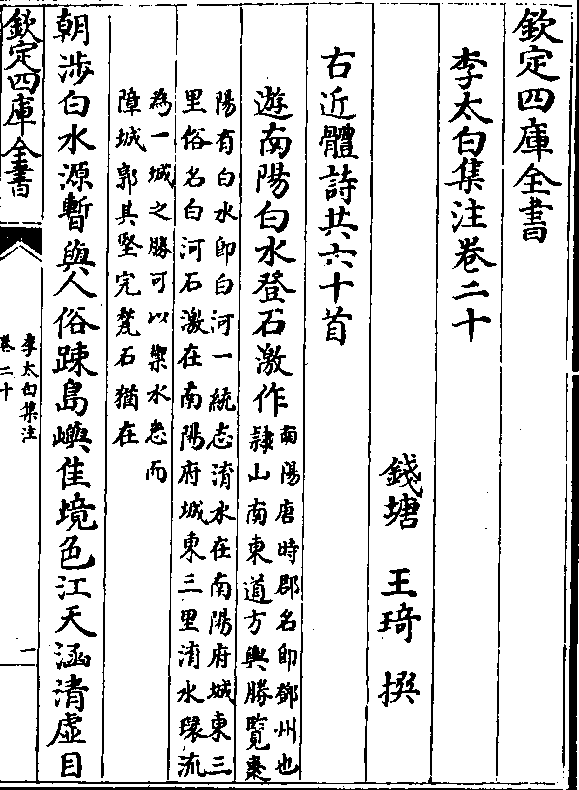 欽定四庫全書
李太白集注卷二十
錢塘 王琦 撰
右近體詩共六十首
遊南陽白水登石激作
南陽唐時郡名即鄧州也
隷山南東道方輿勝覽棗
陽有白水即白河一統志淯水在南陽府城東三
里俗名白河石激在南陽府城東三里淯水環流
為一城之勝可以禦水患而
障城郭其堅完甃石猶在
朝涉白水源暫與人俗踈島嶼佳境色江天涵清虛目
欽定四庫全書
李太白集注
卷二十
一